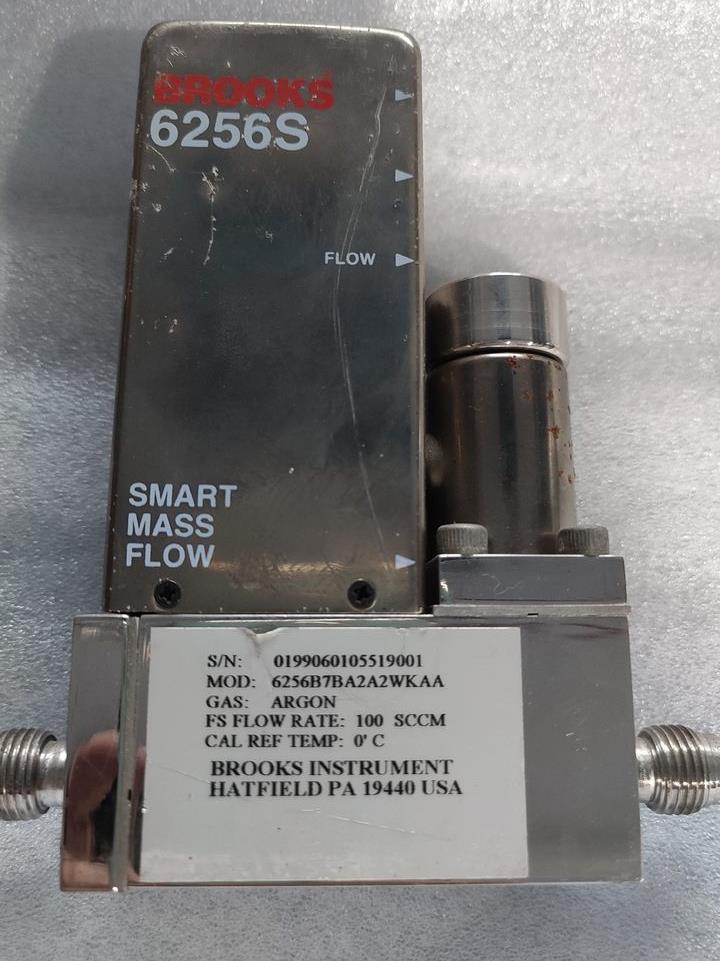 BROOKS
6256S
FLOW
SMART
MASS
FLOW
S/N: 0199060105519001
MOD: 6256B7BA2A2WKAA
GAS: ARGON
FS FLOW RATE: 100 SCCM
CAL REF TEMP: 0' C
BROOKS INSTRUMENT
HATFIELD PA 19440 USA